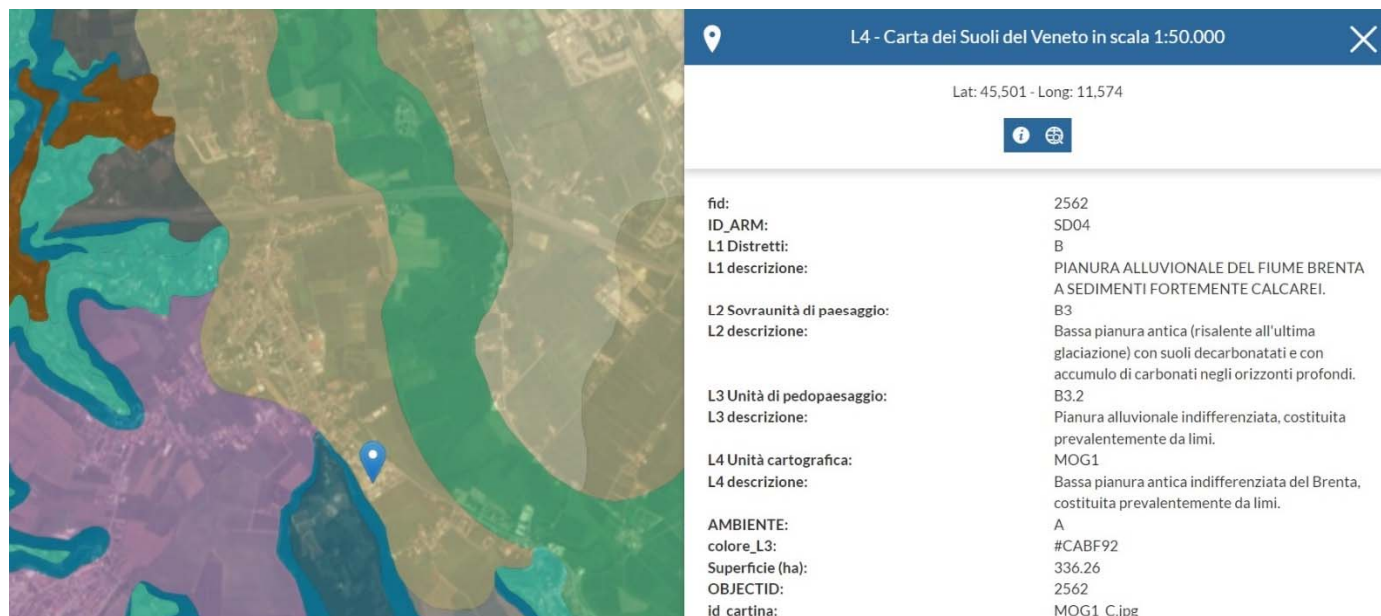 L4 - Carta dei Suoli del Veneto in scala 1:50.000
Lat: 45,501 - Long: 11,574
fid: 2562
ID_ARM: SD04
L1 Distretti: B
L1 descrizione: PIANURA ALLUVIONALE DEL FIUME BRENTA
A SEDIMENTI FORTEMENTE CALCAREI.
L2 Sovraunità di paesaggio: B3
L2 descrizione: Bassa pianura antica (risalente all'ultima
glaciazione) con suoli decarbonatati e con
accumulo di carbonati negli orizzonti profondi.
L3 Unità di pedopaesaggio: B3.2
L3 descrizione: Pianura alluvionale indifferenziata, costituita
prevalentemente da limi.
L4 Unità cartografica: MOG1
L4 descrizione: Bassa pianura antica indifferenziata del Brenta,
costituita prevalentemente da limi.
AMBIENTE: A
colore_L3: #CABF92
Superficie (ha): 336.26
OBJECTID: 2562
id_cartina: MOG1_C.jpg